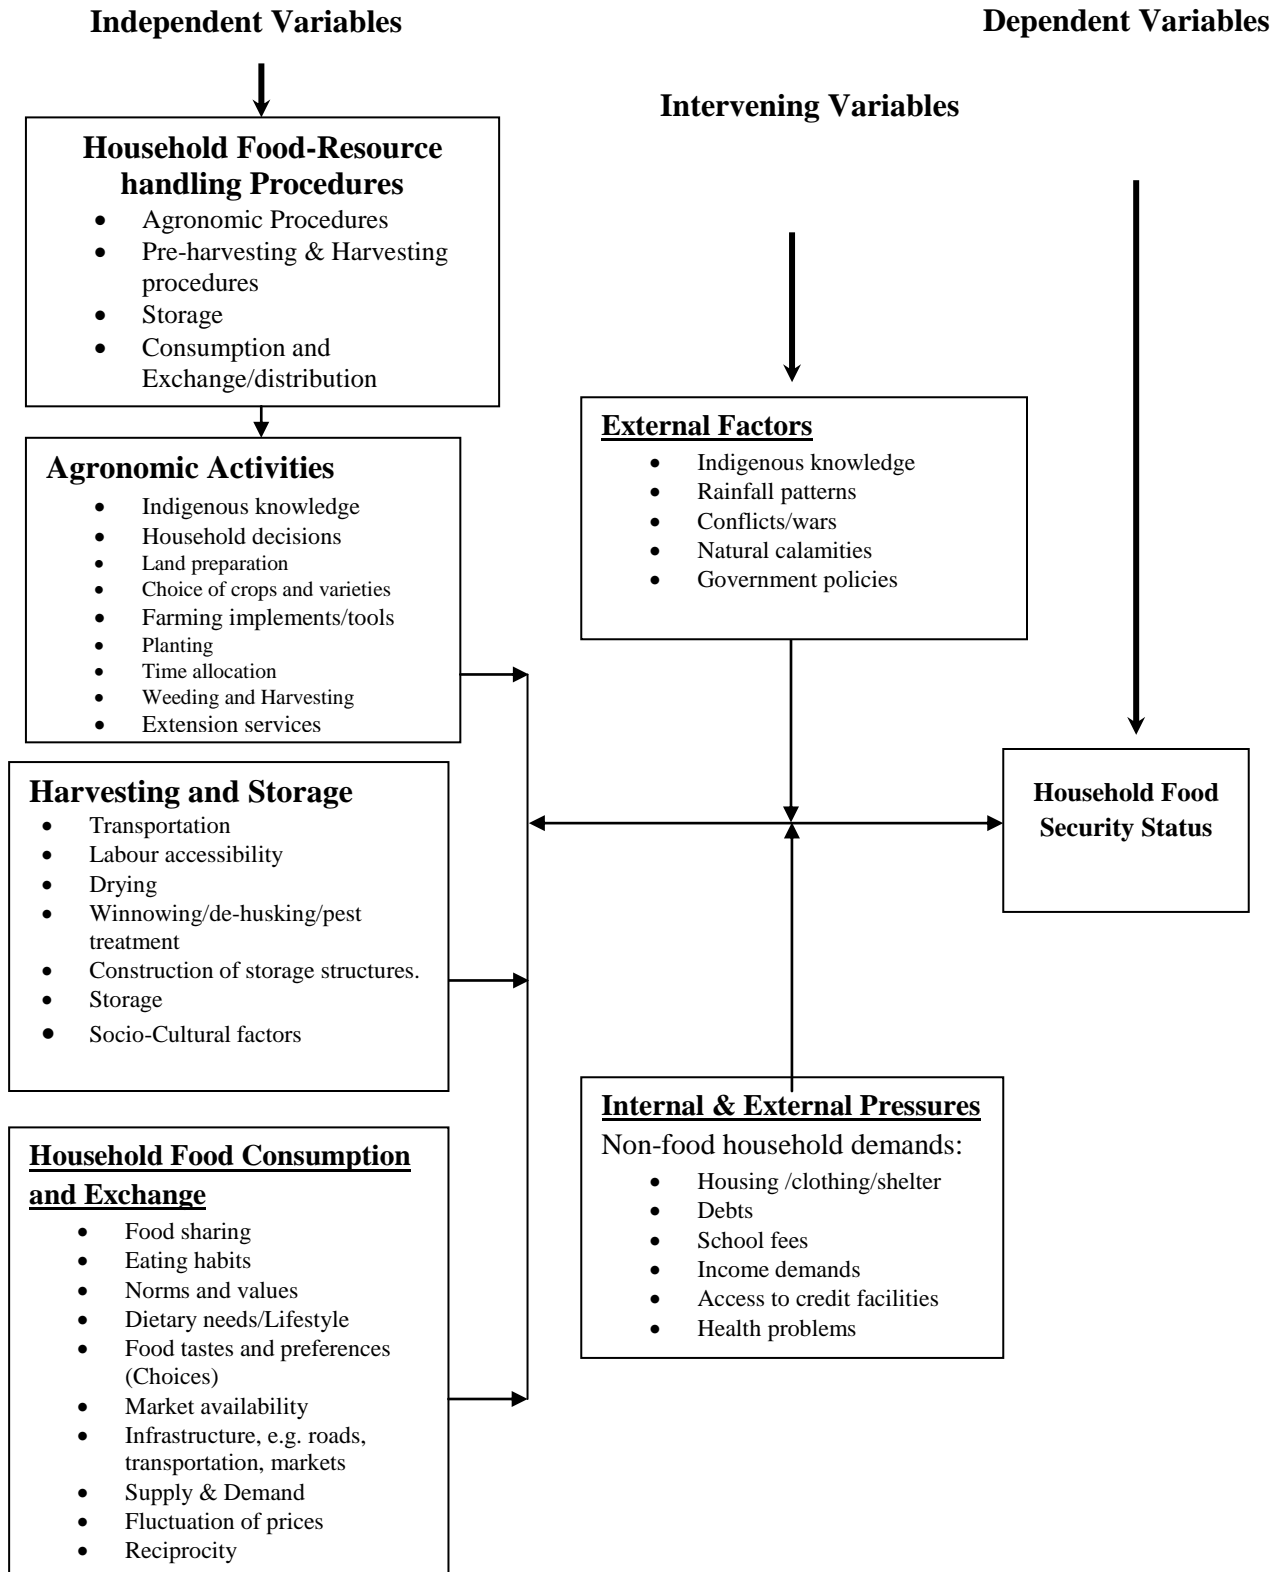 Independent Variables
Dependent Variables
Intervening Variables
Household Food-Resource
handling Procedures
• Agronomic Procedures
• Pre-harvesting & Harvesting
procedures
• Storage
• Consumption and
Exchange/distribution
Agronomic Activities
• Indigenous knowledge
• Household decisions
• Land preparation
• Choice of crops and varieties
• Farming implements/tools
• Planting
• Time allocation
• Weeding and Harvesting
• Extension services
Harvesting and Storage
• Transportation
• Labour accessibility
• Drying
• Winnowing/de-husking/pest
treatment
• Construction of storage structures.
• Storage
• Socio-Cultural factors
Household Food Consumption
and Exchange
• Food sharing
• Eating habits
• Norms and values
• Dietary needs/Lifestyle
• Food tastes and preferences
(Choices)
• Market availability
• Infrastructure, e.g. roads,
transportation, markets
• Supply & Demand
• Fluctuation of prices
• Reciprocity
External Factors
• Indigenous knowledge
• Rainfall patterns
• Conflicts/wars
• Natural calamities
• Government policies
Internal & External Pressures
Non-food household demands:
• Housing /clothing/shelter
• Debts
• School fees
• Income demands
• Access to credit facilities
• Health problems
Household Food
Security Status